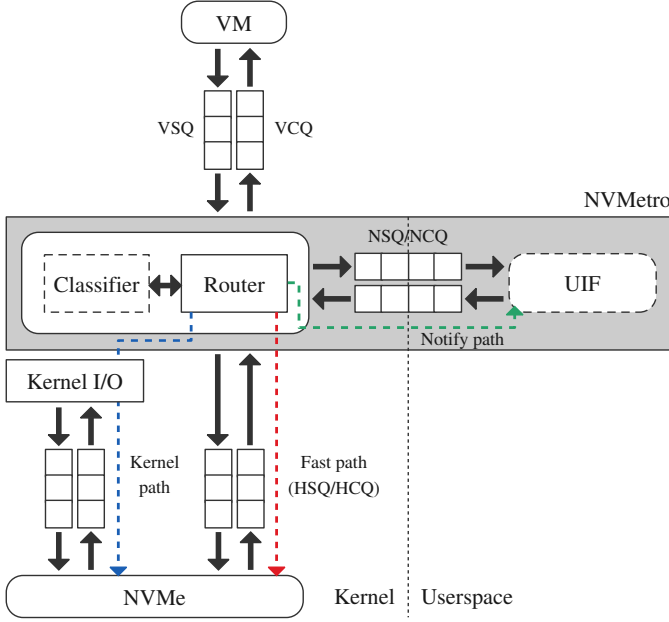 VM
VSQ
VCQ
NVMetro
NSQ/NCQ
Classifier
Router
UIF
Notify path
Kernel I/O
Kernel
path
Fast path
(HSQ/HCQ)
NVMe
Kernel
Userspace